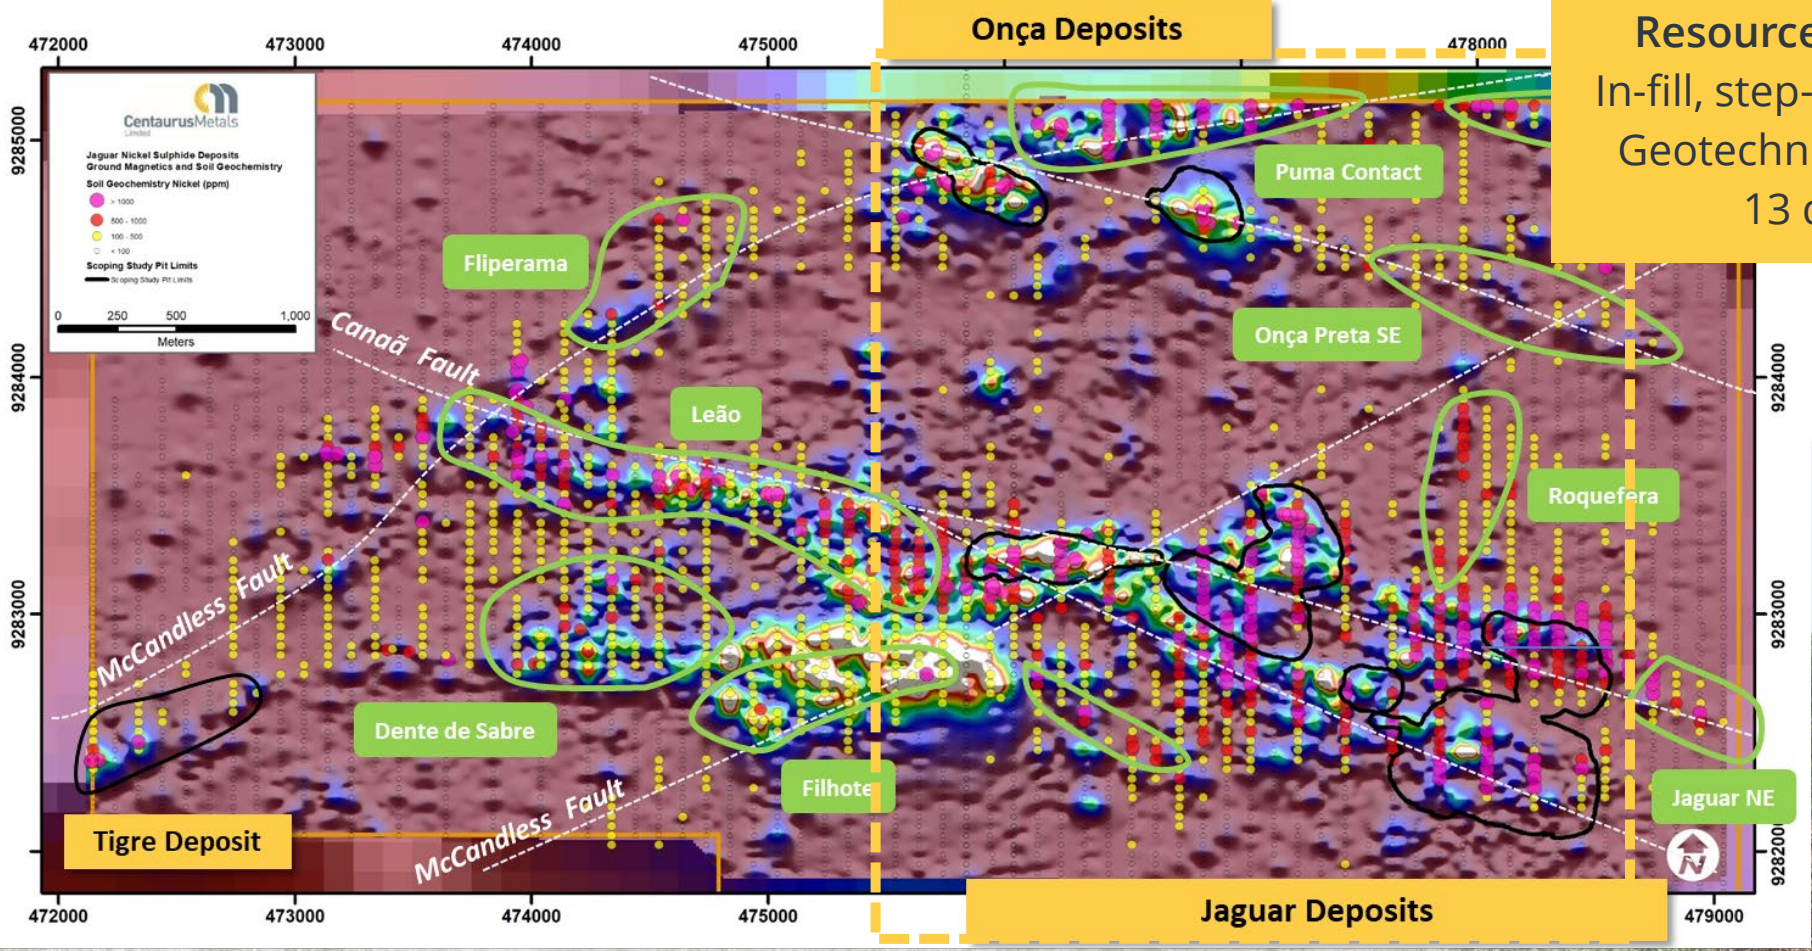 Onça Deposits
Resource
In-fill, step-
Geotechn
13
472000
473000
474000
475000
478000
9285000
9284000
9283000
CentaurusMetals
Limited
Jaguar Nickel Sulphide Deposits
Ground Magnetics and Soil Geochemistry
Soil Geochemistry Nickel (ppm)
> 1000
500 - 1000
100 - 500
< 100
Scoping Study Pit Limits
Scoping Study Pit Limits
0 250 500 1,000
Meters
Puma Contact
Fliperama
Onça Preta SE
Canaã Fault
Leão
Roquefera
McCandless Fault
Dente de Sabre
Filhote
McCandless Fault
Jaguar NE
Tigre Deposit
Jaguar Deposits
N
9284000
9283000
928200
472000
473000
474000
475000
479000